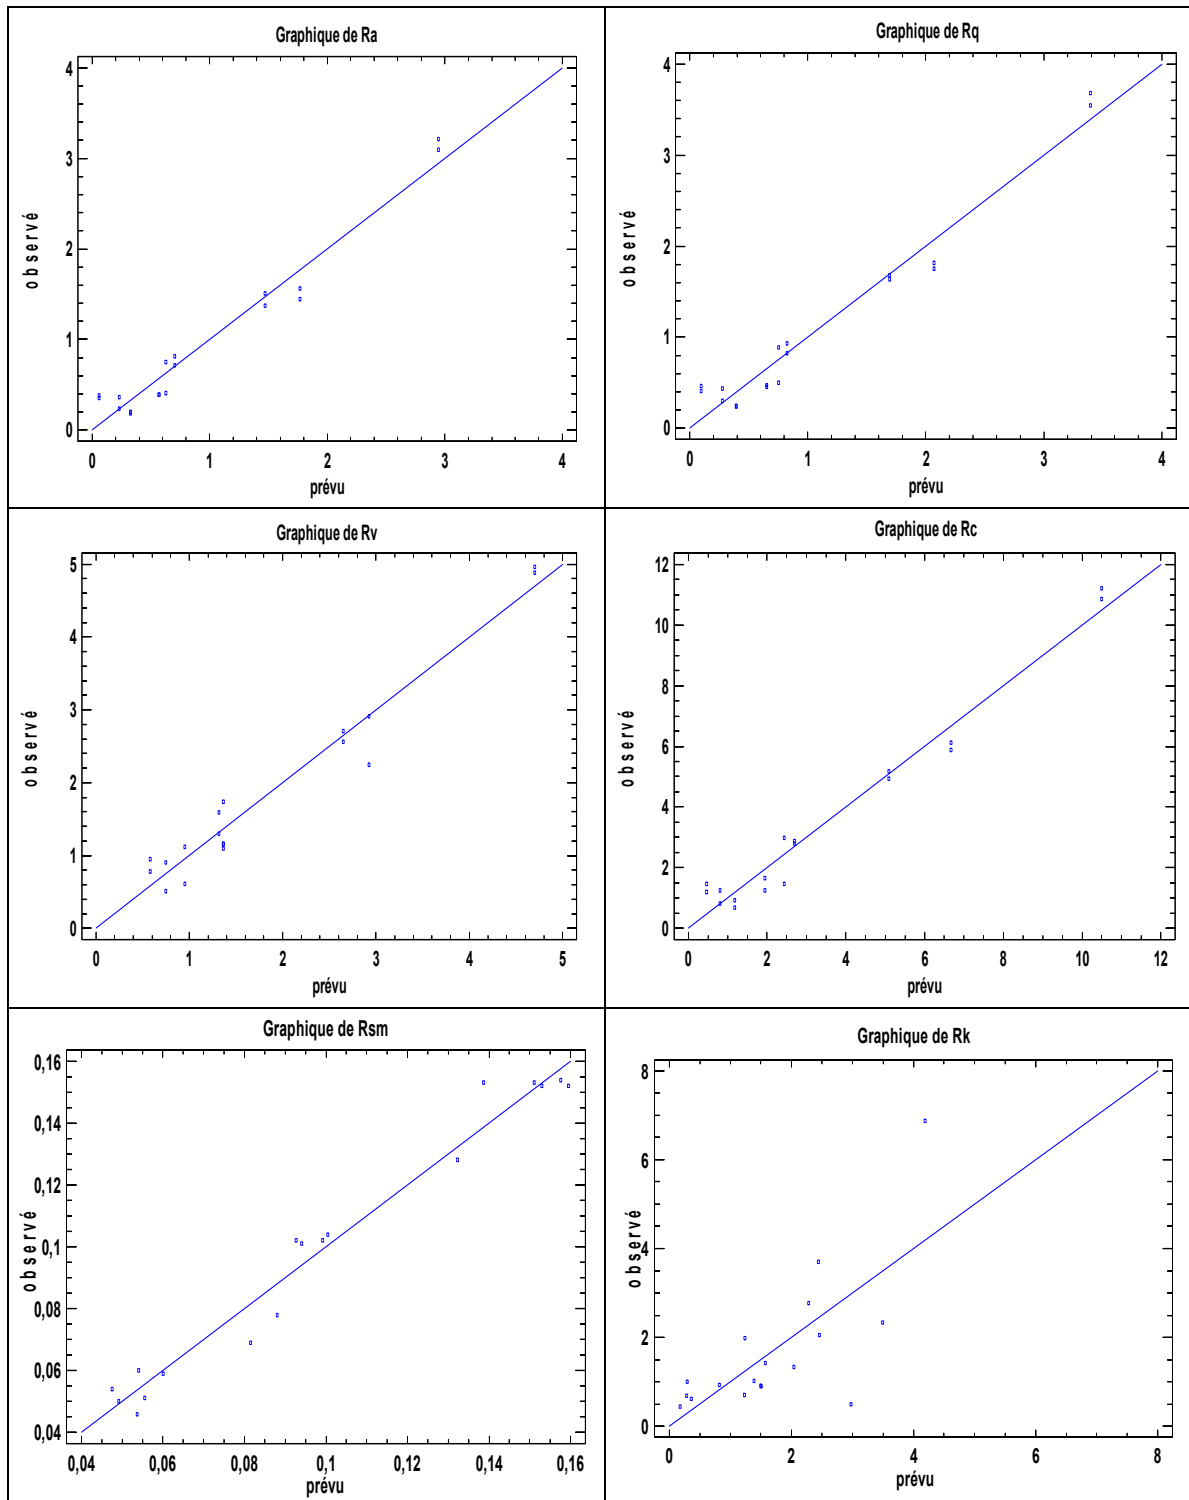 Graphique de Ra
4
3
2
1
0
observé
0 1 2 3 4
prévu
Graphique de Rq
4
3
2
1
0
observé
0 1 2 3 4
prévu
Graphique de Rv
5
4
3
2
1
0
observé
0 1 2 3 4 5
prévu
Graphique de Rc
12
10
8
6
4
2
0
observé
0 2 4 6 8 10 12
prévu
Graphique de Rsm
0,16
0,14
0,12
0,1
0,08
0,06
0,04
observé
0,04 0,06 0,08 0,1 0,12 0,14 0,16
prévu
Graphique de Rk
8
6
4
2
0
observé
0 2 4 6 8
prévu